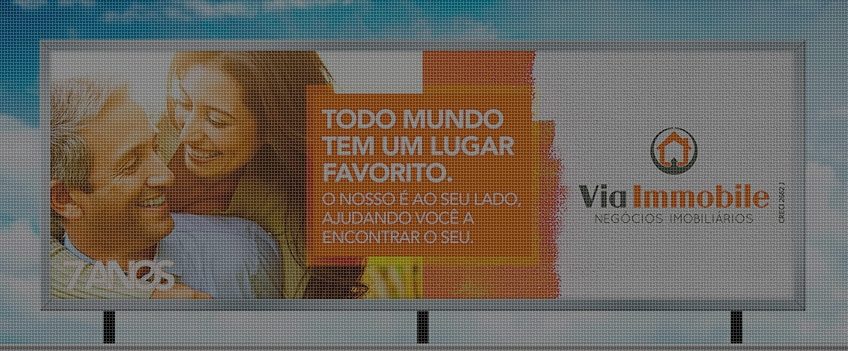 TODO MUNDO
TEM UM LUGAR
FAVORITO.
O NOSSO É AO SEU LADO,
AJUDANDO VOCÊ A
ENCONTRAR O SEU.
7 ANOS
Via Immobile
NEGÓCIOS IMOBILIÁRIOS